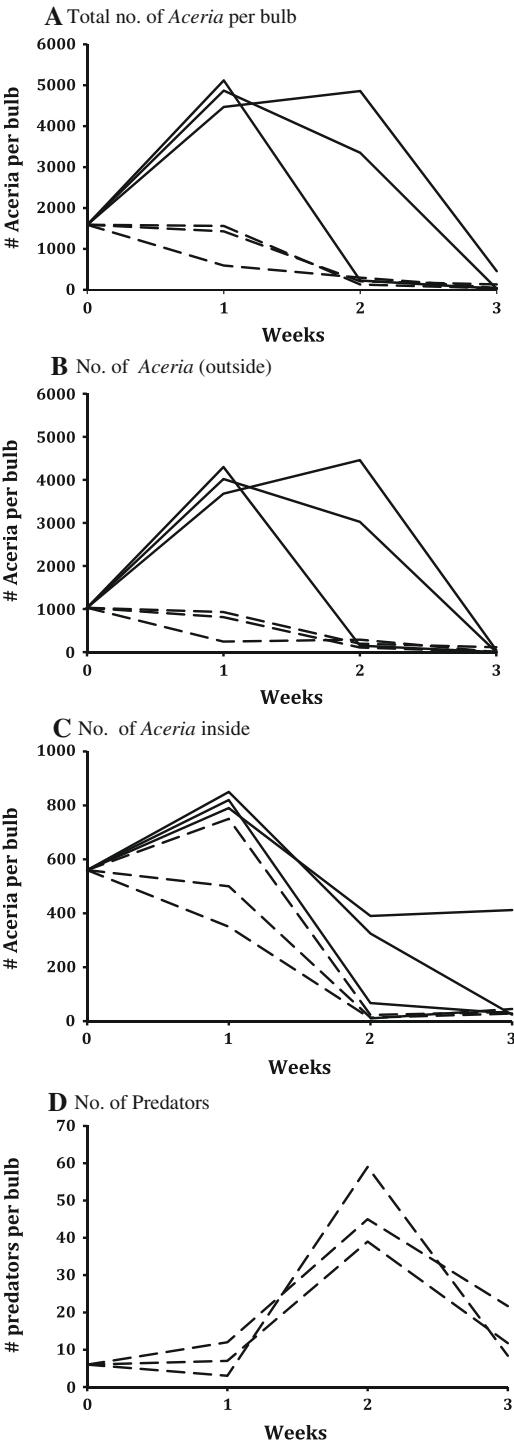 A Total no. of Aceria per bulb
6000
5000
4000
3000
2000
1000
0
# Aceria per bulb
0 1 2 3
Weeks
B No. of Aceria (outside)
6000
5000
4000
3000
2000
1000
0
# Aceria per bulb
0 1 2 3
Weeks
C No. of Aceria inside
1000
800
600
400
200
0
# Aceria per bulb
0 1 2 3
Weeks
D No. of Predators
70
60
50
40
30
20
10
0
# predators per bulb
0 1 2 3
Weeks